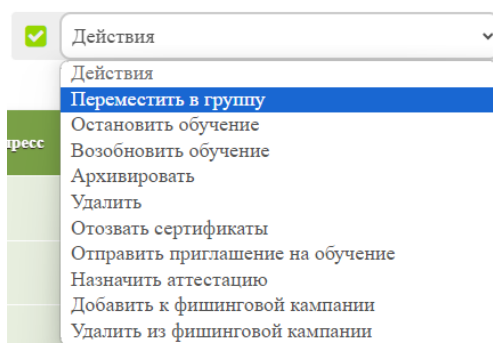 Действия
Действия
Переместить в группу
Остановить обучение
Возобновить обучение
Архивировать
Удалить
Отозвать сертификаты
Отправить приглашение на обучение
Назначить аттестацию
Добавить к фишинговой кампании
Удалить из фишинговой кампании